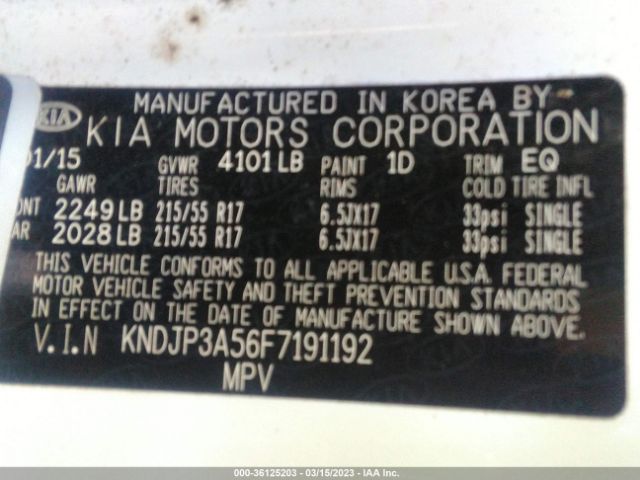 MANUFACTURED IN KOREA BY
KIA KIA MOTORS CORPORATION
01/15 GVWR 4101 LB PAINT 1D TRIM EQ
GAWR TIRES RIMS COLD TIRE INFL
NT 2249 LB 215/55 R17 6.5JX17 33psi SINGLE
AR 2028 LB 215/55 R17 6.5JX17 33psi SINGLE
THIS VEHICLE CONFORMS TO ALL APPLICABLE U.S.A. FEDERAL
MOTOR VEHICLE SAFETY AND THEFT PREVENTION STANDARDS
IN EFFECT ON THE DATE OF MANUFACTURE SHOWN ABOVE.
V.I.N KNDJP3A56F7191192
MPV
000-36125203 - 03/15/2023 - IAA Inc.